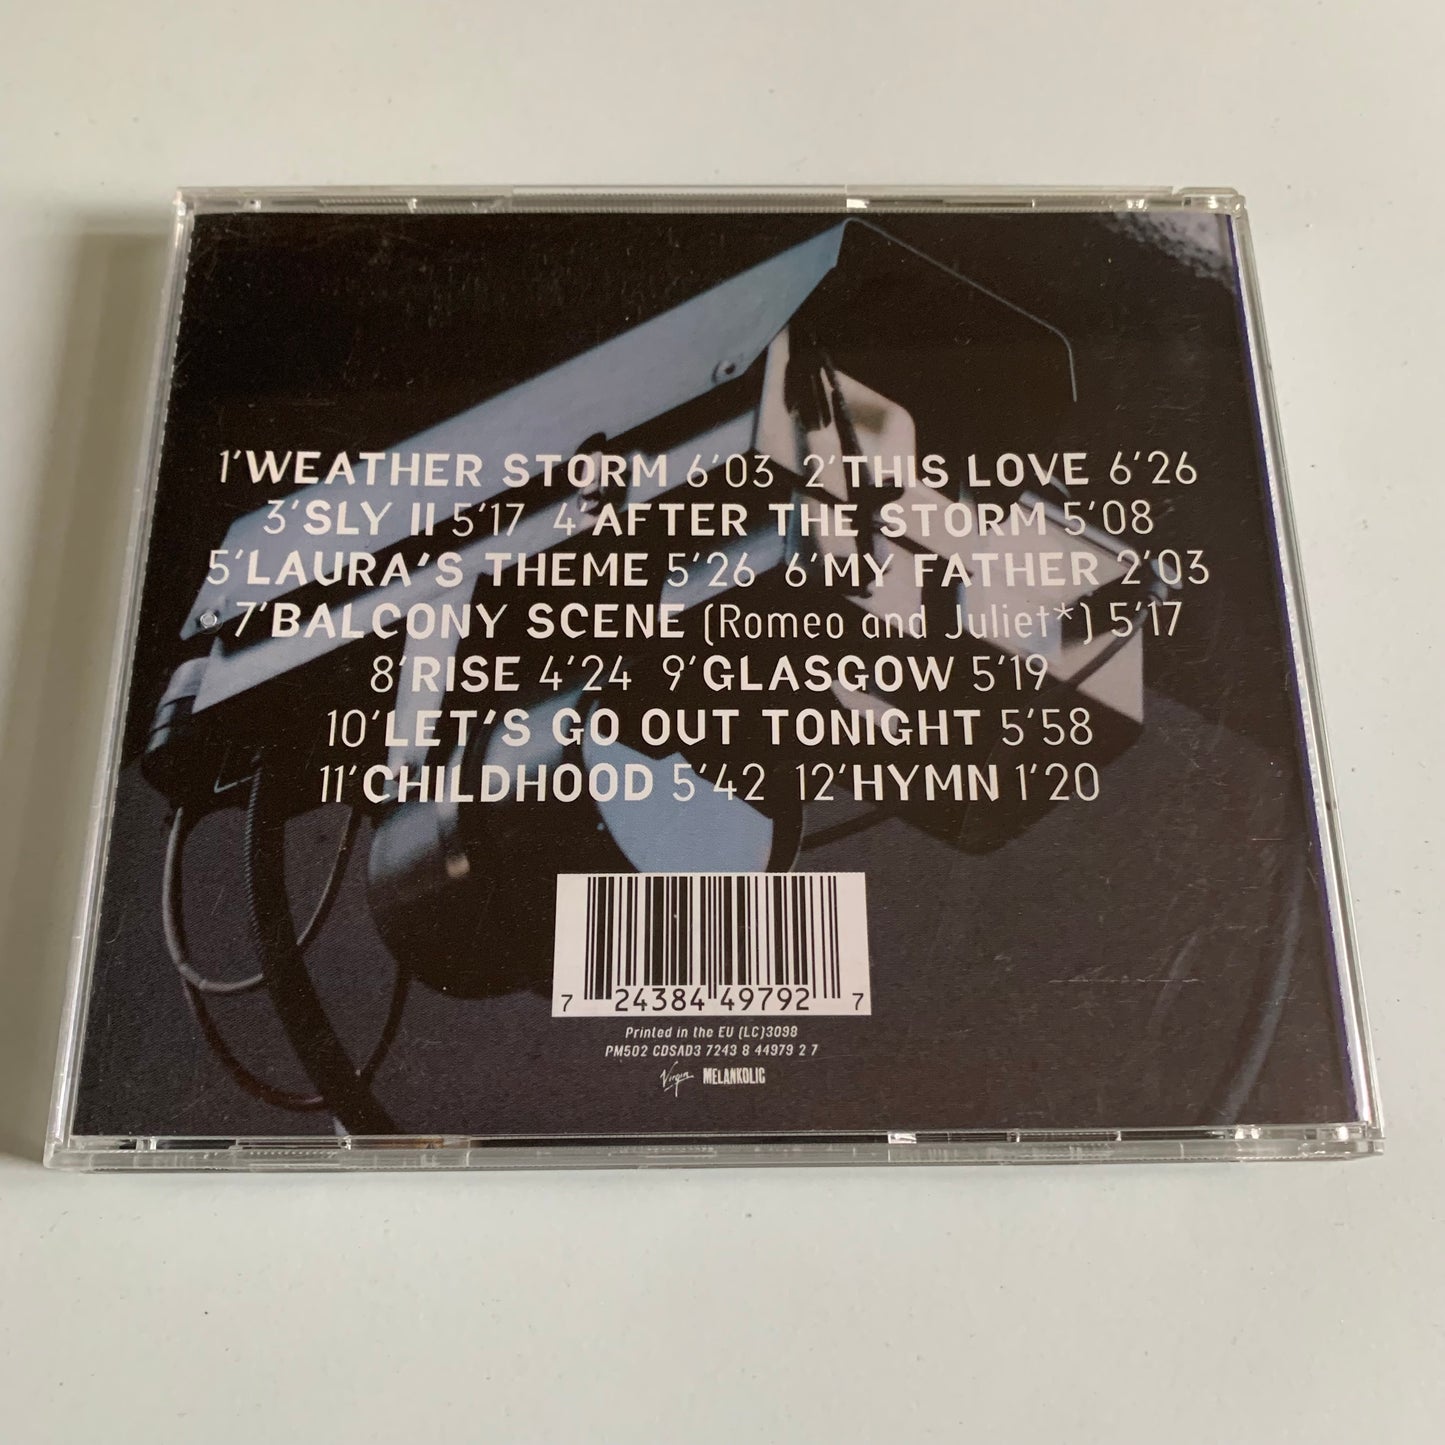 1'WEATHER STORM 6'03 2'THIS LOVE 6'26
3'SLY II 5'17 4'AFTER THE STORM 5'08
5'LAURA'S THEME 5'26 6'MY FATHER 2'03
7'BALCONY SCENE (Romeo and Juliet*) 5'17
8'RISE 4'24 9'GLASGOW 5'19
10'LET'S GO OUT TONIGHT 5'58
11'CHILDHOOD 5'42 12'HYMN 1'20
7 24384 49792 7
Printed in the EU (LC)3098
PM502 CDSAD3 7243 8 44979 2 7
Virgin MELANKOLIC